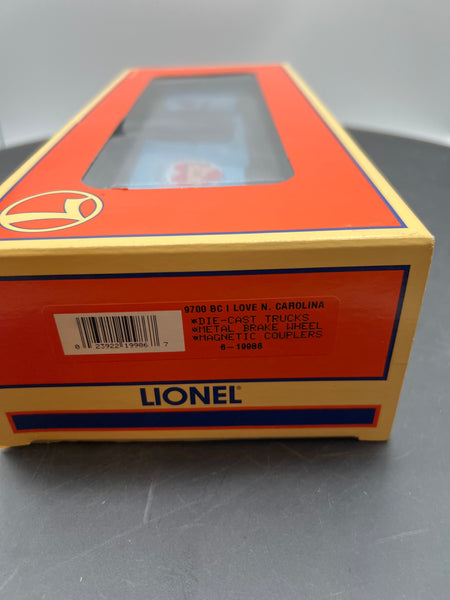 L
9700 BC I LOVE N. CAROLINA
*DIE-CAST TRUCKS
*METAL BRAKE WHEEL
*MAGNETIC COUPLERS
6-19986
0 23922 19986 7
LIONEL®